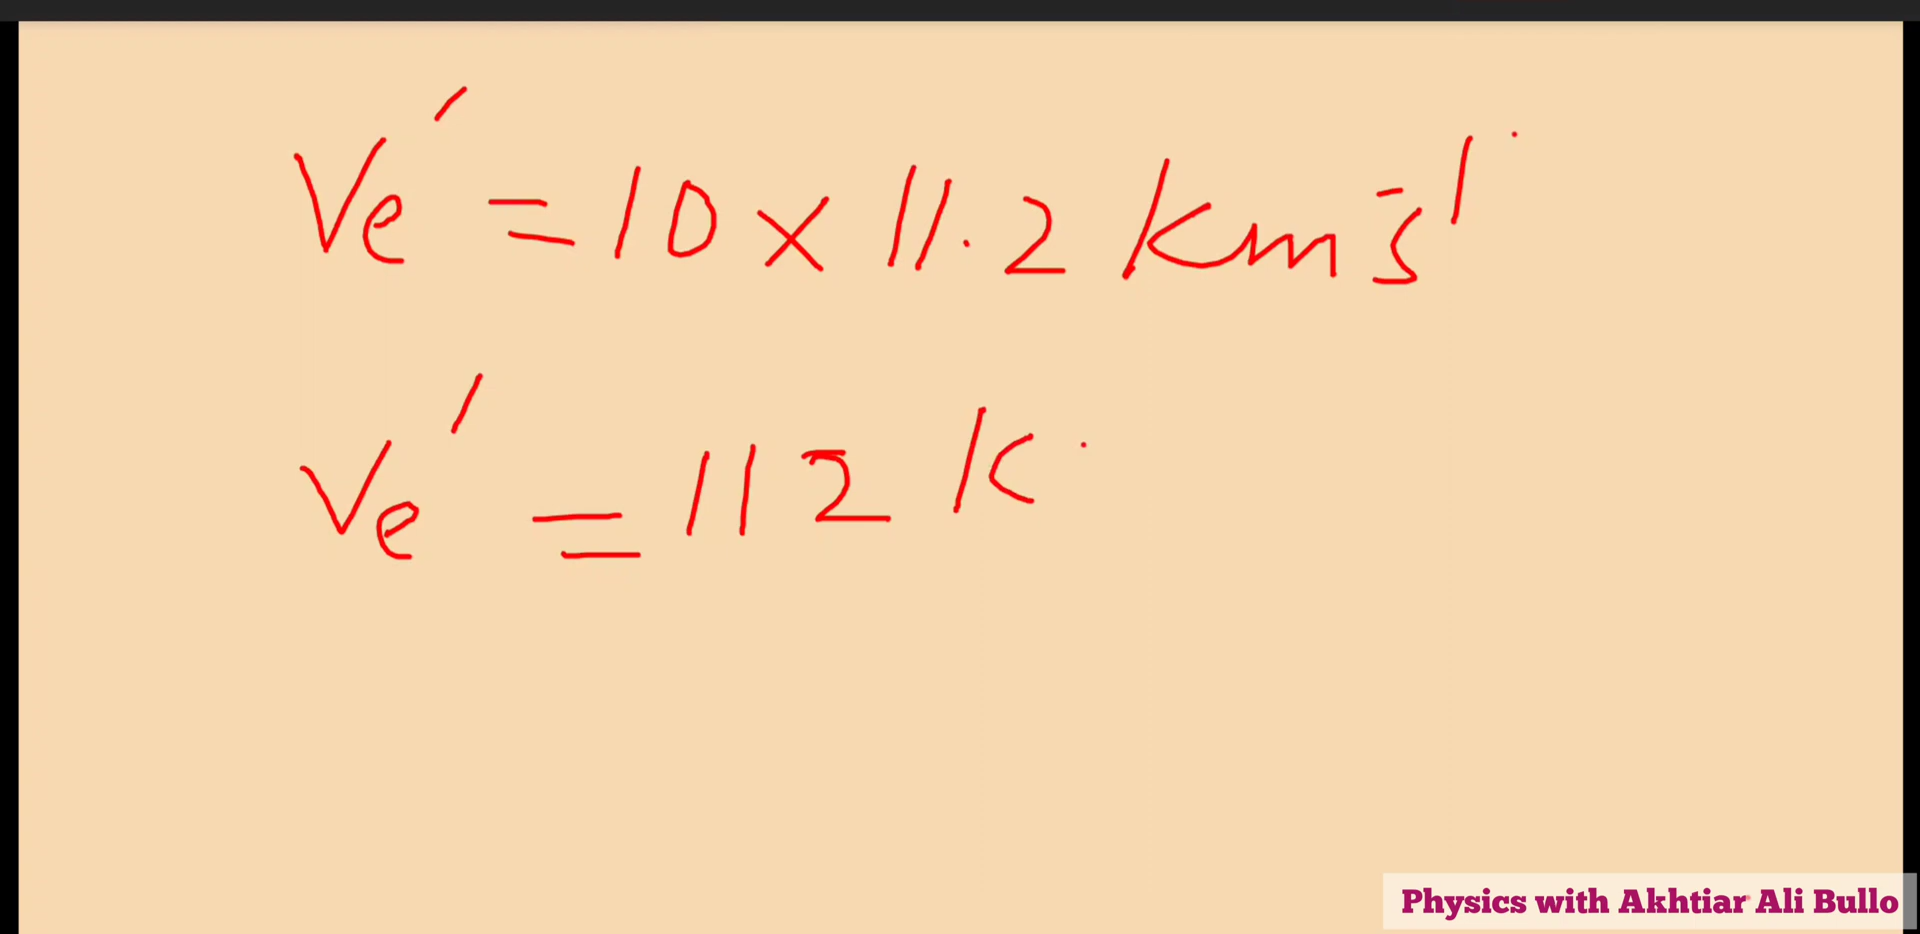 Ve′ = 10 × 11.2 km s⁻¹
Ve′ = 112 K
Physics with Akhtiar Ali Bullo